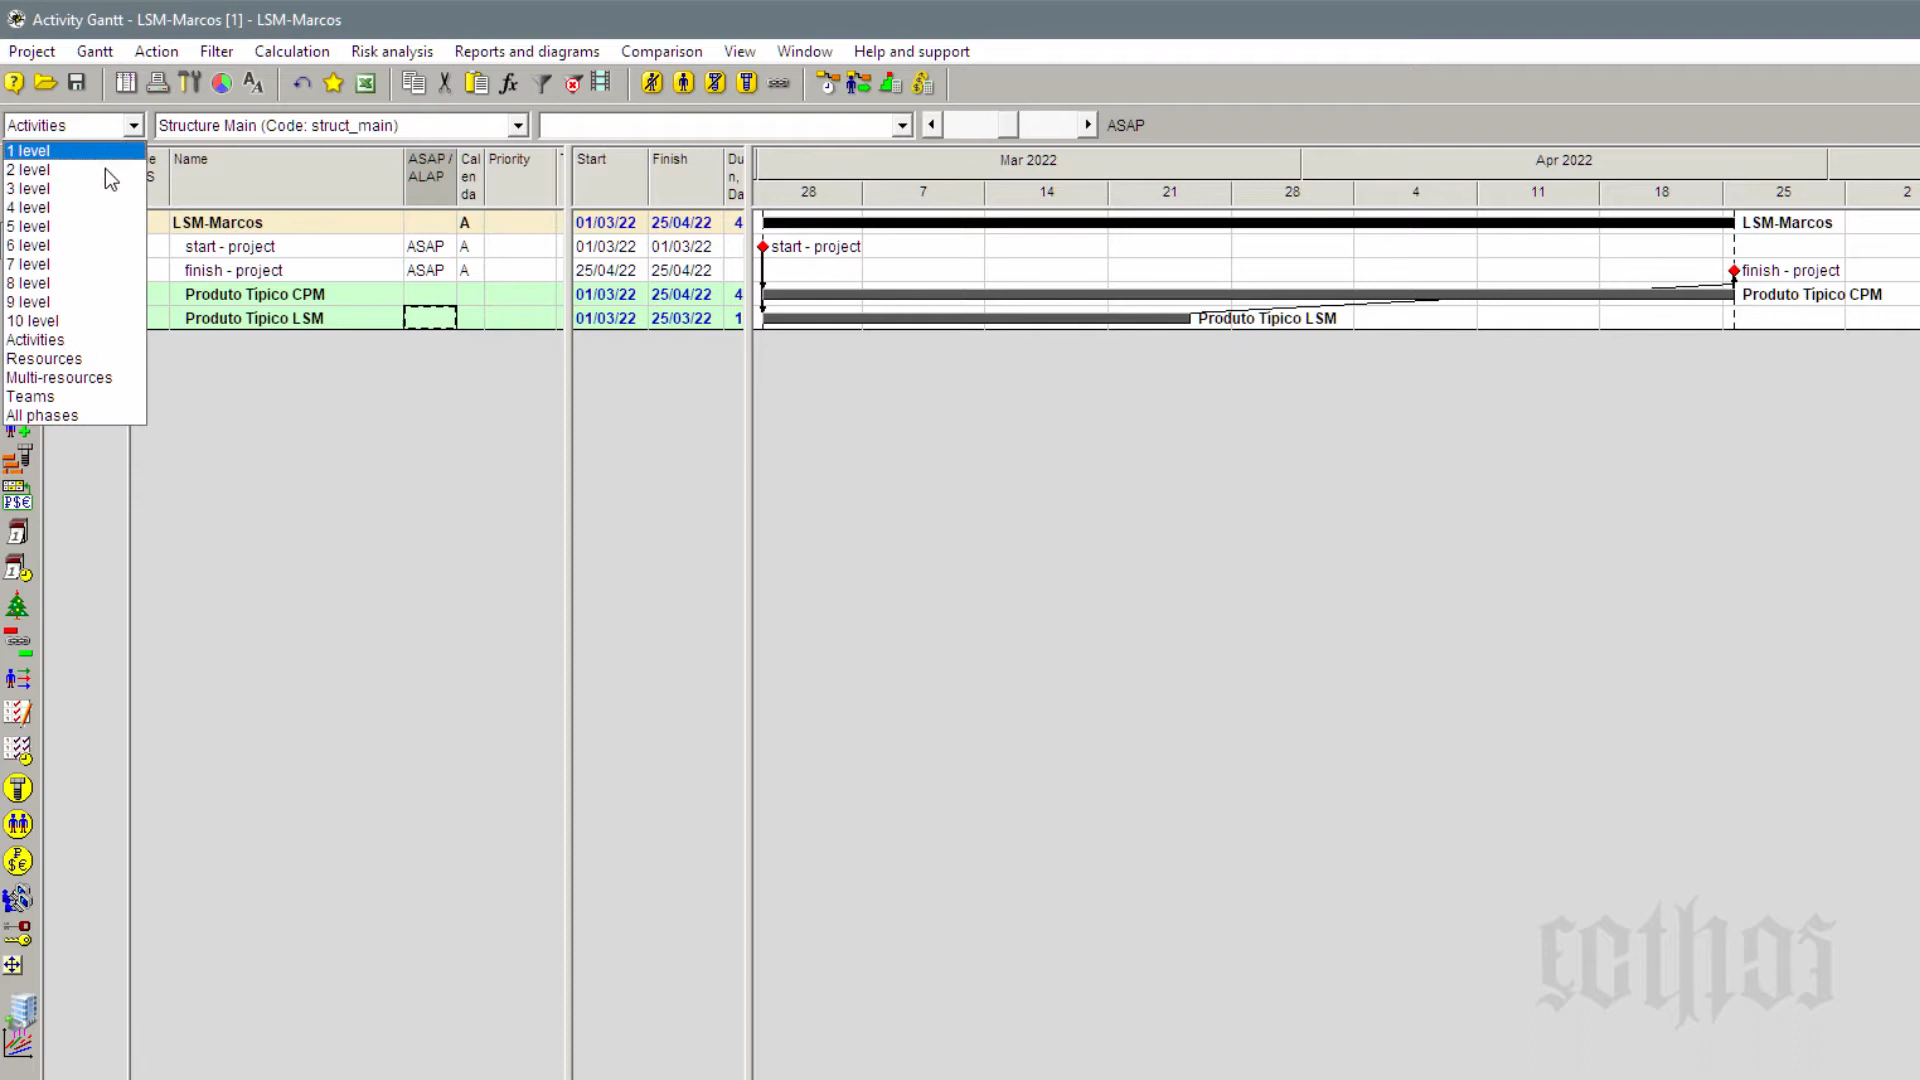 Activity Gantt - LSM-Marcos [1] - LSM-Marcos
Project Gantt Action Filter Calculation Risk analysis Reports and diagrams Comparison View Window Help and support
Activities Structure Main (Code: struct_main) ASAP
1 level
2 level
3 level
4 level
5 level
6 level
7 level
8 level
9 level
10 level
Activities
Resources
Multi-resources
Teams
All phases
Name ASAP / ALAP Cal en da Priority Start Finish Du n, Da
Mar 2022 Apr 2022
28 7 14 21 28 4 11 18 25 2
LSM-Marcos A 01/03/22 25/04/22 4 LSM-Marcos
start - project ASAP A 01/03/22 01/03/22 start - project
finish - project ASAP A 25/04/22 25/04/22 finish - project
Produto Típico CPM 01/03/22 25/04/22 4 Produto Típico CPM
Produto Típico LSM 01/03/22 25/03/22 1 Produto Típico LSM